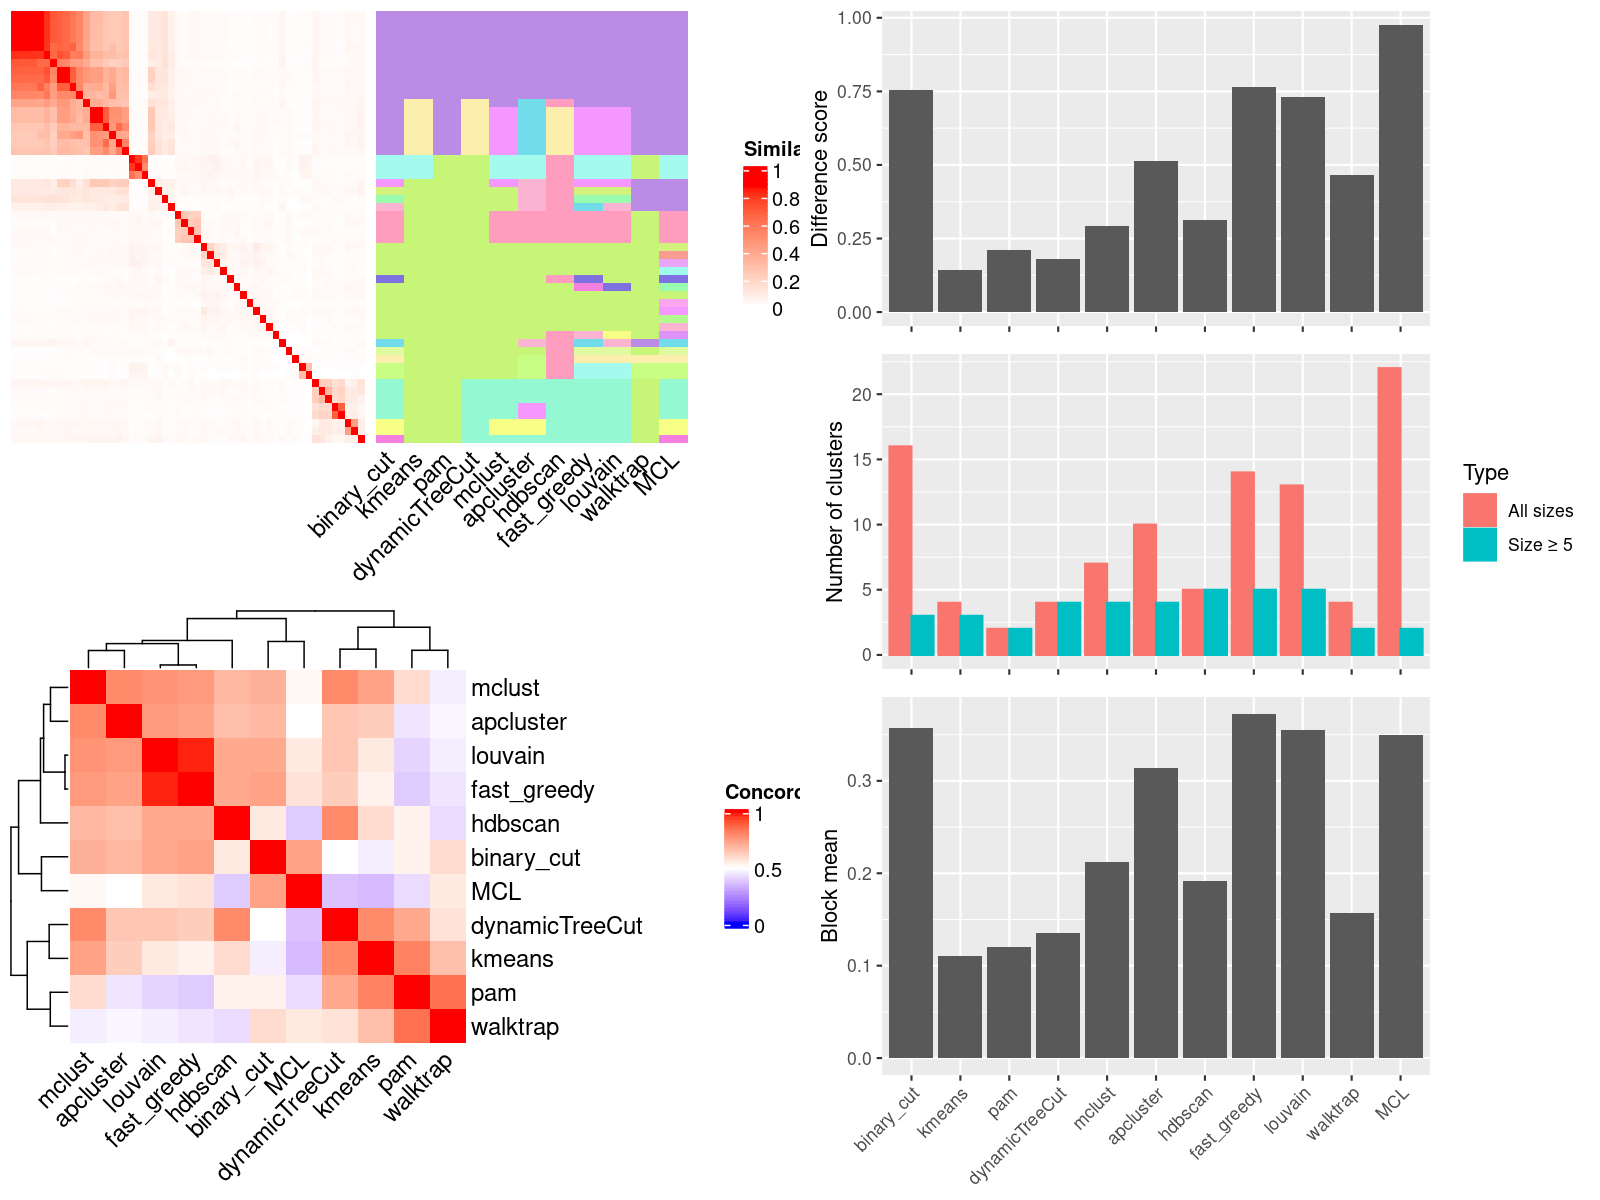 Simila
1
0.8
0.6
0.4
0.2
0
binary_cut
kmeans
pam
dynamicTreeCut
mclust
apcluster
hdbscan
fast_greedy
louvain
walktrap
MCL
mclust
apcluster
louvain
fast_greedy
hdbscan
binary_cut
MCL
dynamicTreeCut
kmeans
pam
walktrap
mclust
apcluster
louvain
fast_greedy
hdbscan
binary_cut
MCL
dynamicTreeCut
kmeans
pam
walktrap
Concord
1
0.5
0
Difference score
1.00
0.75
0.50
0.25
0.00
Number of clusters
20
15
10
5
0
Type
All sizes
Size ≥ 5
Block mean
0.3
0.2
0.1
0.0
binary_cut
kmeans
pam
dynamicTreeCut
mclust
apcluster
hdbscan
fast_greedy
louvain
walktrap
MCL